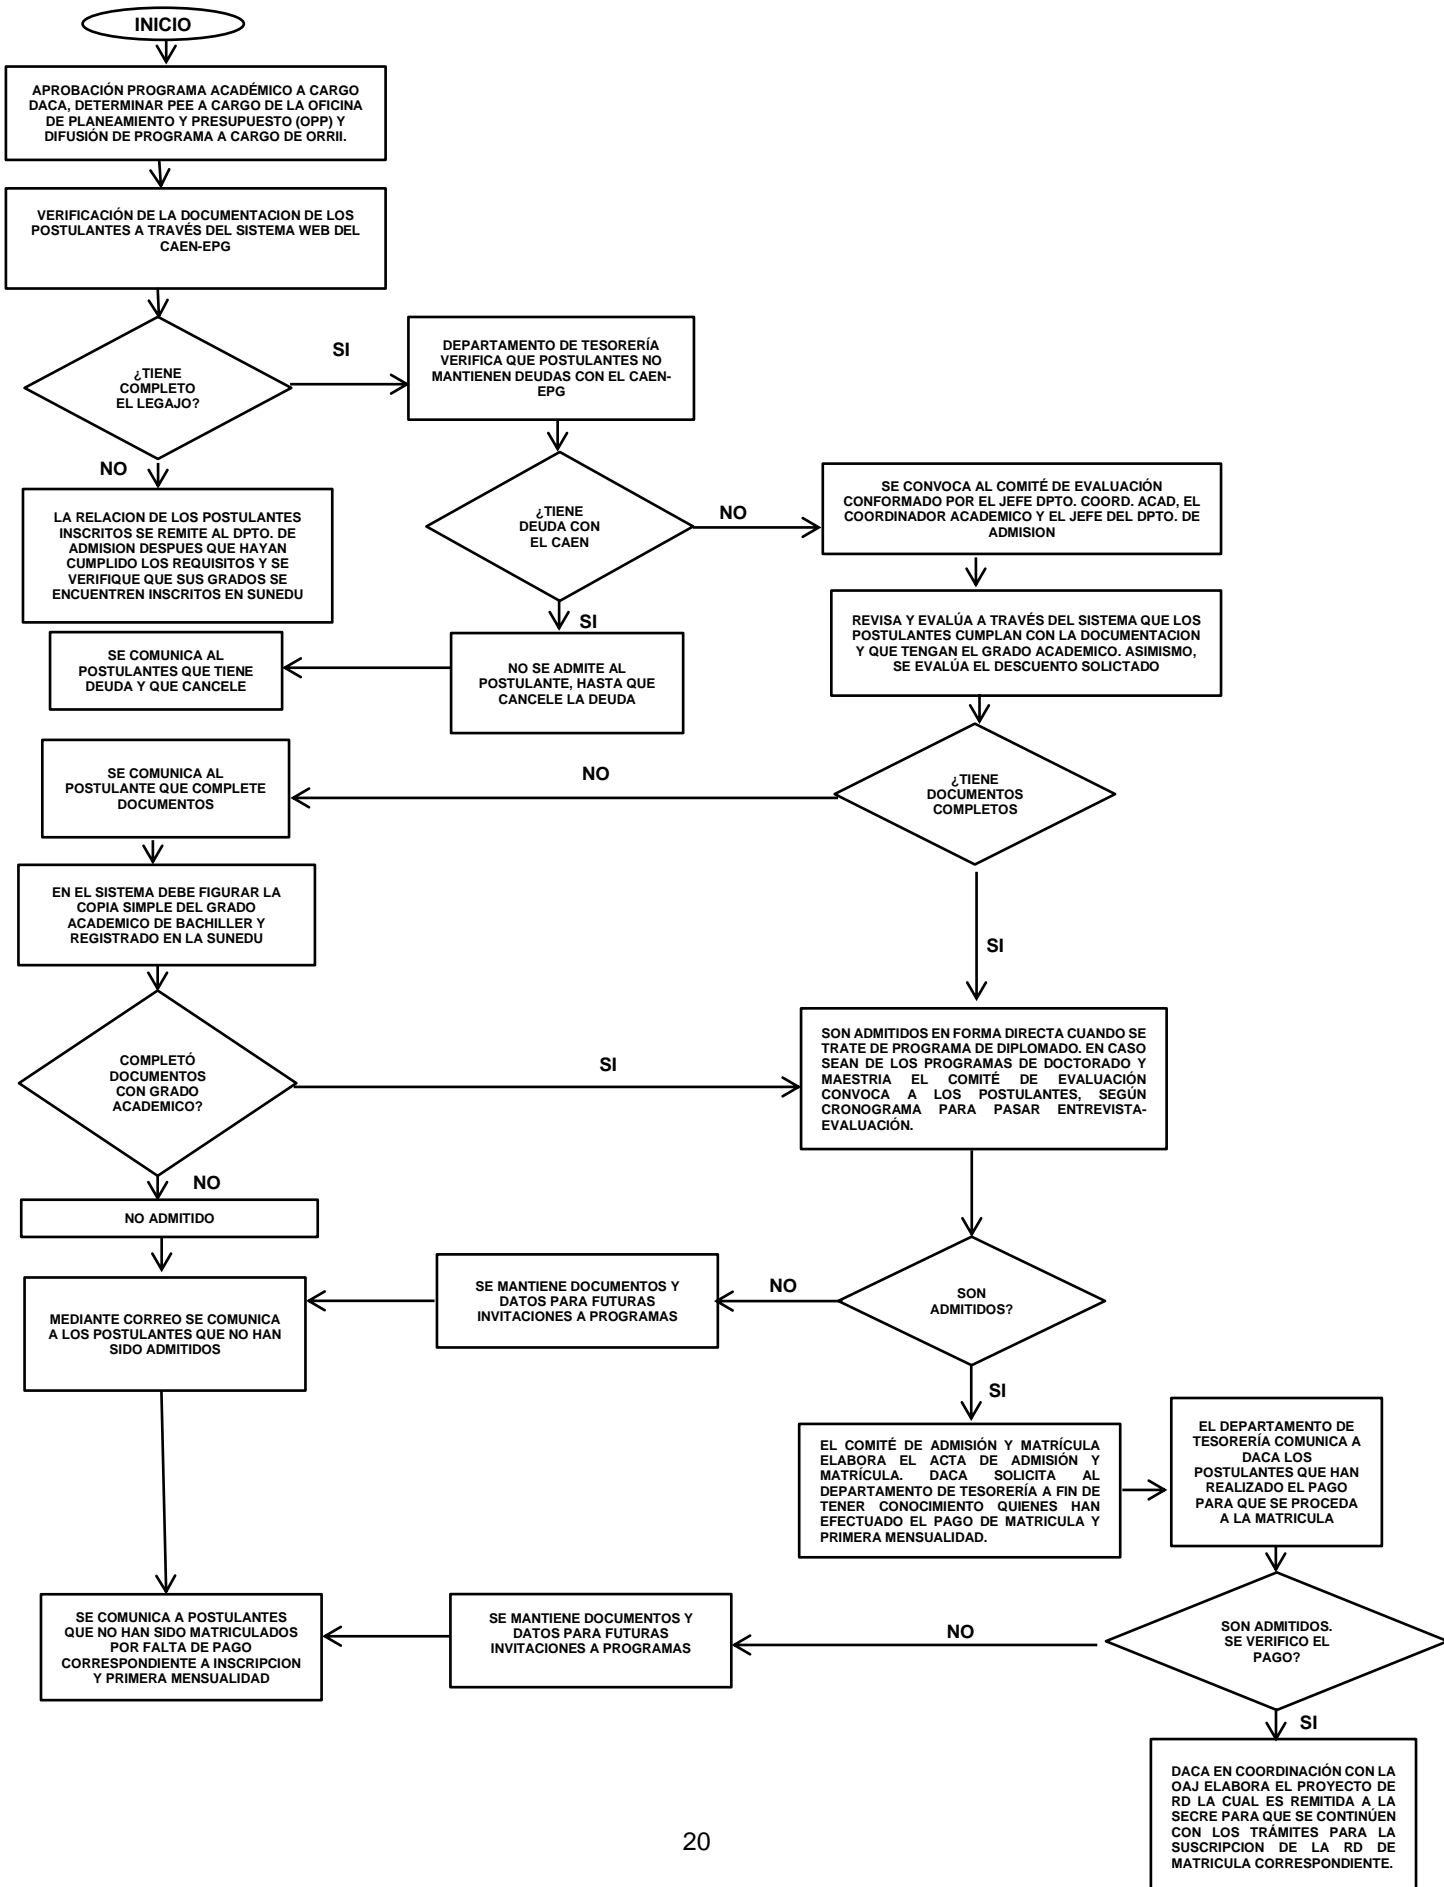 INICIO
APROBACIÓN PROGRAMA ACADÉMICO A CARGO
DACA, DETERMINAR PEE A CARGO DE LA OFICINA
DE PLANEAMIENTO Y PRESUPUESTO (OPP) Y
DIFUSIÓN DE PROGRAMA A CARGO DE ORRII.
VERIFICACIÓN DE LA DOCUMENTACION DE LOS
POSTULANTES A TRAVÉS DEL SISTEMA WEB DEL
CAEN-EPG
¿TIENE
COMPLETO
EL LEGAJO?
SI
DEPARTAMENTO DE TESORERÍA
VERIFICA QUE POSTULANTES NO
MANTIENEN DEUDAS CON EL CAEN-
EPG
NO
LA RELACION DE LOS POSTULANTES
INSCRITOS SE REMITE AL DPTO. DE
ADMISION DESPUES QUE HAYAN
CUMPLIDO LOS REQUISITOS Y SE
VERIFIQUE QUE SUS GRADOS SE
ENCUENTREN INSCRITOS EN SUNEDU
¿TIENE
DEUDA CON
EL CAEN
NO
SE CONVOCA AL COMITÉ DE EVALUACIÓN
CONFORMADO POR EL JEFE DPTO. COORD. ACAD, EL
COORDINADOR ACADEMICO Y EL JEFE DEL DPTO. DE
ADMISION
SI
NO SE ADMITE AL
POSTULANTE, HASTA QUE
CANCELE LA DEUDA
SE COMUNICA AL
POSTULANTES QUE TIENE
DEUDA Y QUE CANCELE
REVISA Y EVALÚA A TRAVÉS DEL SISTEMA QUE LOS
POSTULANTES CUMPLAN CON LA DOCUMENTACION
Y QUE TENGAN EL GRADO ACADEMICO. ASIMISMO,
SE EVALÚA EL DESCUENTO SOLICTADO
¿TIENE
DOCUMENTOS
COMPLETOS
NO
SE COMUNICA AL
POSTULANTE QUE COMPLETE
DOCUMENTOS
EN EL SISTEMA DEBE FIGURAR LA
COPIA SIMPLE DEL GRADO
ACADEMICO DE BACHILLER Y
REGISTRADO EN LA SUNEDU
SI
COMPLETÓ
DOCUMENTOS
CON GRADO
ACADEMICO?
SI
SON ADMITIDOS EN FORMA DIRECTA CUANDO SE
TRATE DE PROGRAMA DE DIPLOMADO. EN CASO
SEAN DE LOS PROGRAMAS DE DOCTORADO Y
MAESTRIA EL COMITÉ DE EVALUACIÓN
CONVOCA A LOS POSTULANTES, SEGÚN
CRONOGRAMA PARA PASAR ENTREVISTA-
EVALUACIÓN.
NO
NO ADMITIDO
MEDIANTE CORREO SE COMUNICA
A LOS POSTULANTES QUE NO HAN
SIDO ADMITIDOS
SE MANTIENE DOCUMENTOS Y
DATOS PARA FUTURAS
INVITACIONES A PROGRAMAS
NO
SON
ADMITIDOS?
SI
EL COMITÉ DE ADMISIÓN Y MATRÍCULA
ELABORA EL ACTA DE ADMISIÓN Y
MATRÍCULA. DACA SOLICITA AL
DEPARTAMENTO DE TESORERÍA A FIN DE
TENER CONOCIMIENTO QUIENES HAN
EFECTUADO EL PAGO DE MATRICULA Y
PRIMERA MENSUALIDAD.
EL DEPARTAMENTO DE
TESORERÍA COMUNICA A
DACA LOS
POSTULANTES QUE HAN
REALIZADO EL PAGO
PARA QUE SE PROCEDA
A LA MATRICULA
SE COMUNICA A POSTULANTES
QUE NO HAN SIDO MATRICULADOS
POR FALTA DE PAGO
CORRESPONDIENTE A INSCRIPCION
Y PRIMERA MENSUALIDAD
SE MANTIENE DOCUMENTOS Y
DATOS PARA FUTURAS
INVITACIONES A PROGRAMAS
NO
SON ADMITIDOS.
SE VERIFICO EL
PAGO?
SI
DACA EN COORDINACIÓN CON LA
OAJ ELABORA EL PROYECTO DE
RD LA CUAL ES REMITIDA A LA
SECRE PARA QUE SE CONTINÚEN
CON LOS TRÁMITES PARA LA
SUSCRIPCION DE LA RD DE
MATRICULA CORRESPONDIENTE.
20